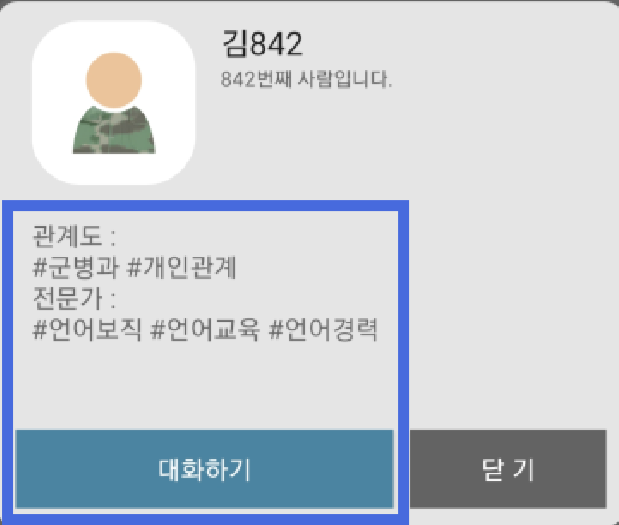 김842
842번째 사람입니다.
관계도 :
#군병과 #개인관계
전문가 :
#언어보직 #언어교육 #언어경력
대화하기
닫 기